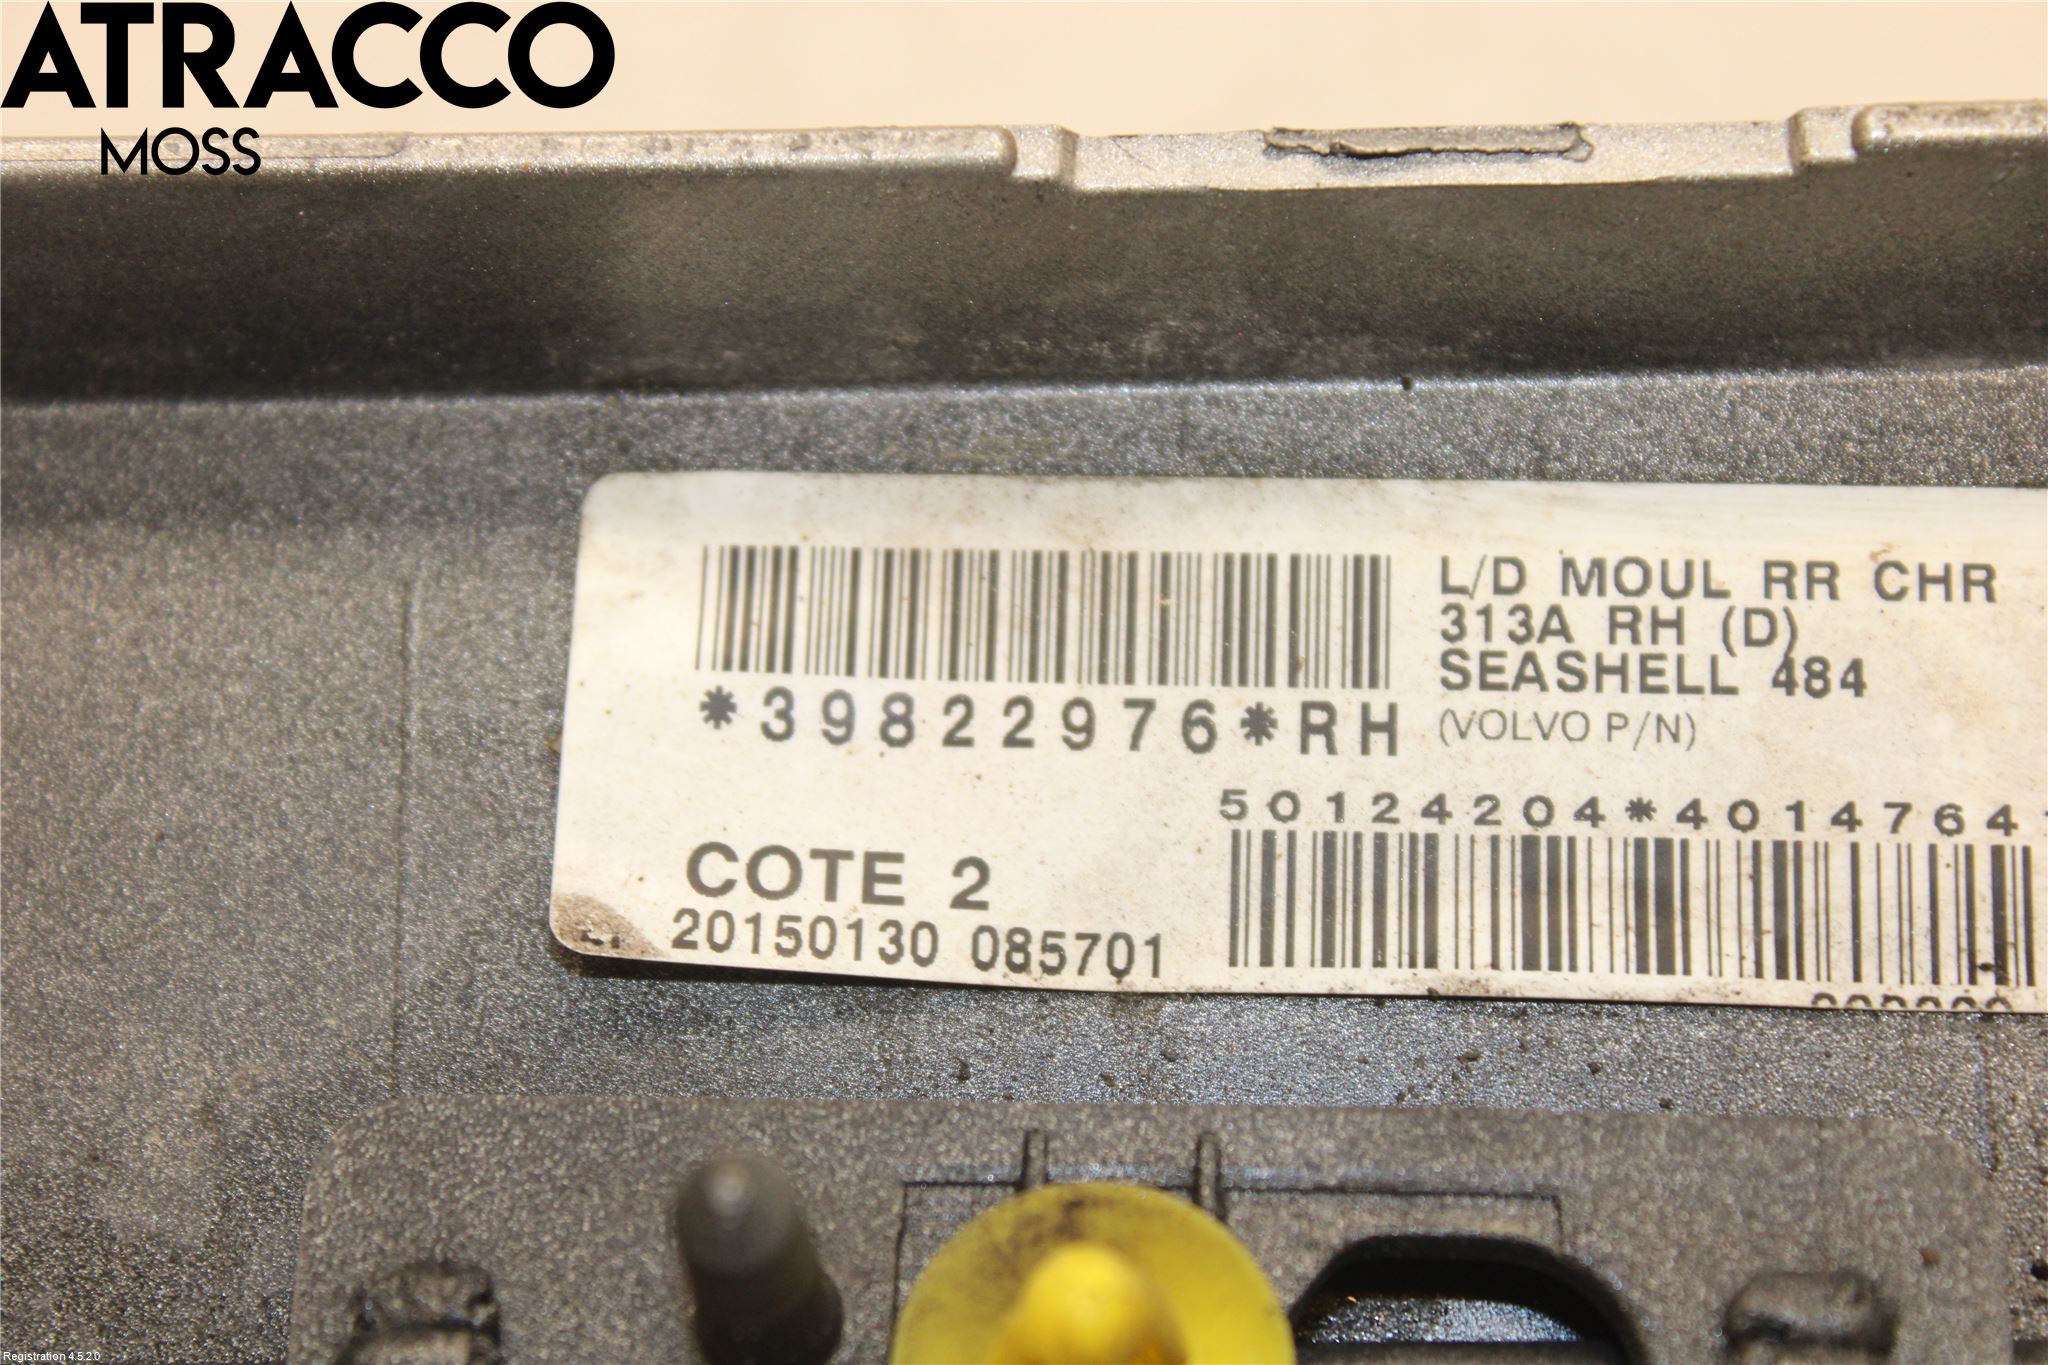 ATRACCO
MOSS
L/D MOUL RR CHR
313A RH (D)
SEASHELL 484
*39822976*RH
(VOLVO P/N)
50124204*4014764
COTE 2
20150130 085701
Registration 4.5.2.0